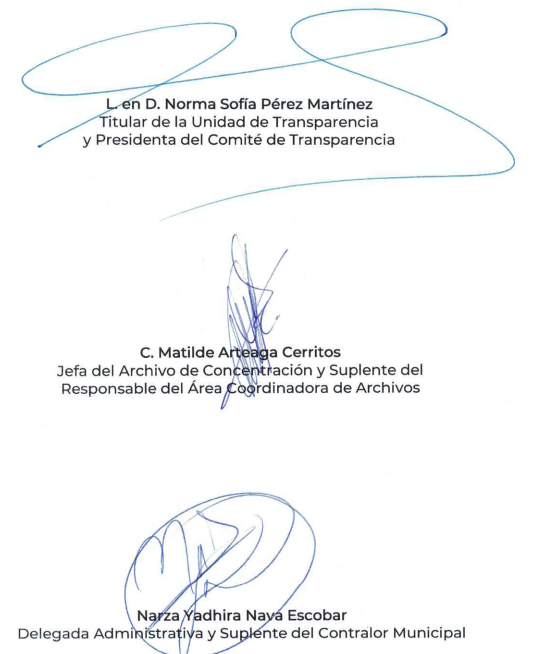 L. en D. Norma Sofía Pérez Martínez
Titular de la Unidad de Transparencia
y Presidenta del Comité de Transparencia
C. Matilde Arteaga Cerritos
Jefa del Archivo de Concentración y Suplente del
Responsable del Área Coordinadora de Archivos
Narza Yadhira Nava Escobar
Delegada Administrativa y Suplente del Contralor Municipal